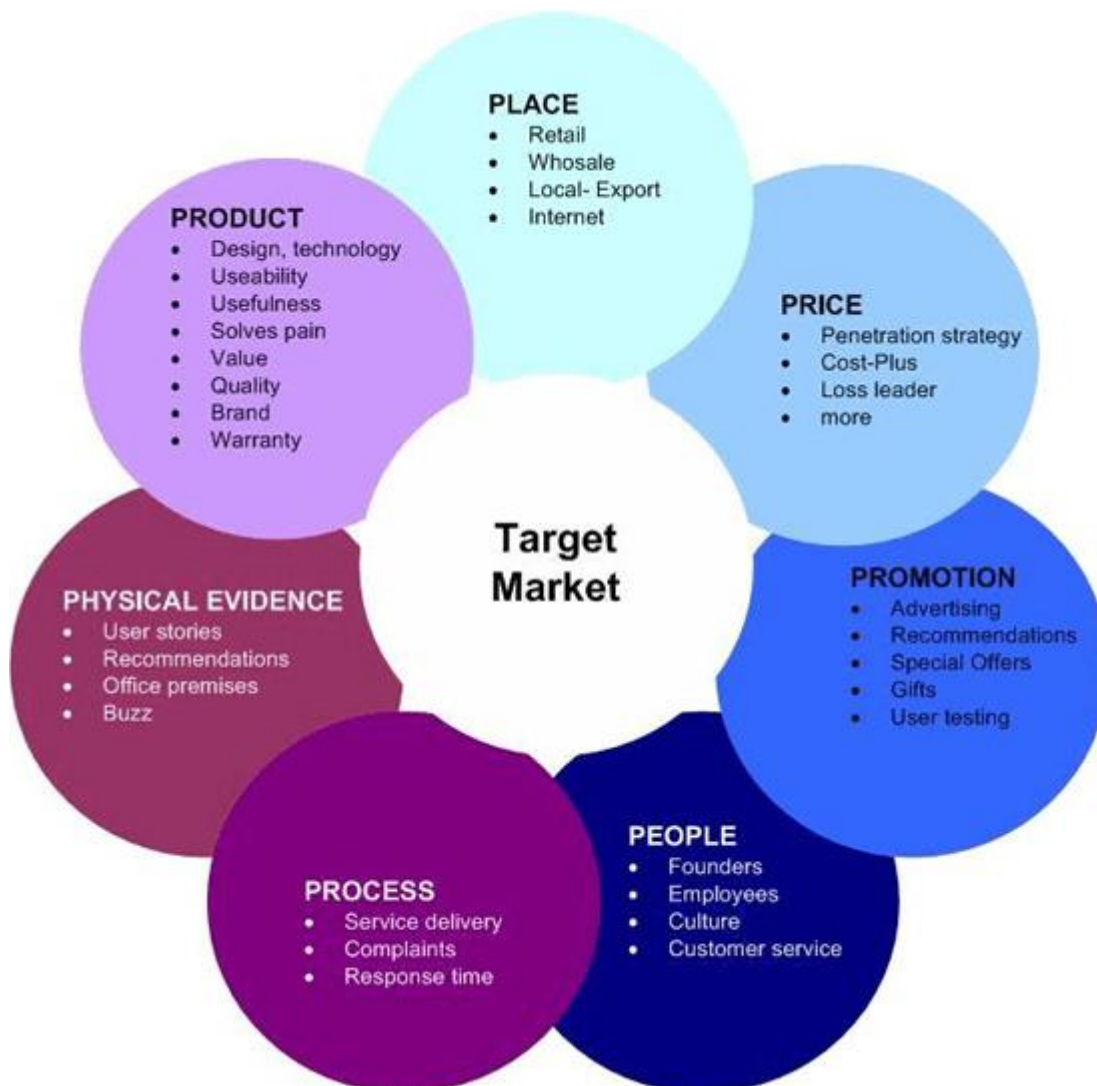 PLACE
• Retail
• Whosale
• Local- Export
• Internet
PRODUCT
• Design, technology
• Useability
• Usefulness
• Solves pain
• Value
• Quality
• Brand
• Warranty
PRICE
• Penetration strategy
• Cost-Plus
• Loss leader
• more
Target
Market
PHYSICAL EVIDENCE
• User stories
• Recommendations
• Office premises
• Buzz
PROMOTION
• Advertising
• Recommendations
• Special Offers
• Gifts
• User testing
PROCESS
• Service delivery
• Complaints
• Response time
PEOPLE
• Founders
• Employees
• Culture
• Customer service